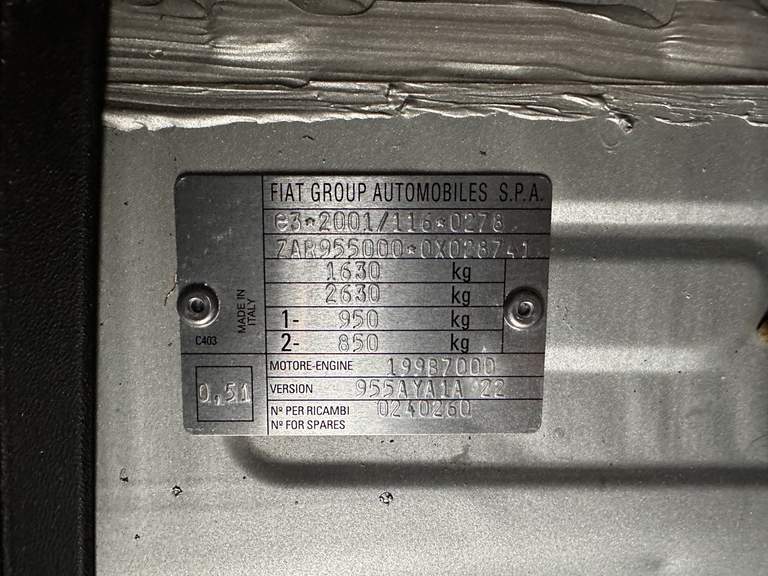 FIAT GROUP AUTOMOBILES S.P.A.
e3*2001/116*0278
ZAR955000*0X028741
1630 kg
2630 kg
1- 950 kg
2- 850 kg
MADE IN ITALY
C403
MOTORE-ENGINE 199B7000
0,51
VERSION 955AYA1A 22
Nº PER RICAMBI 0240260
Nº FOR SPARES